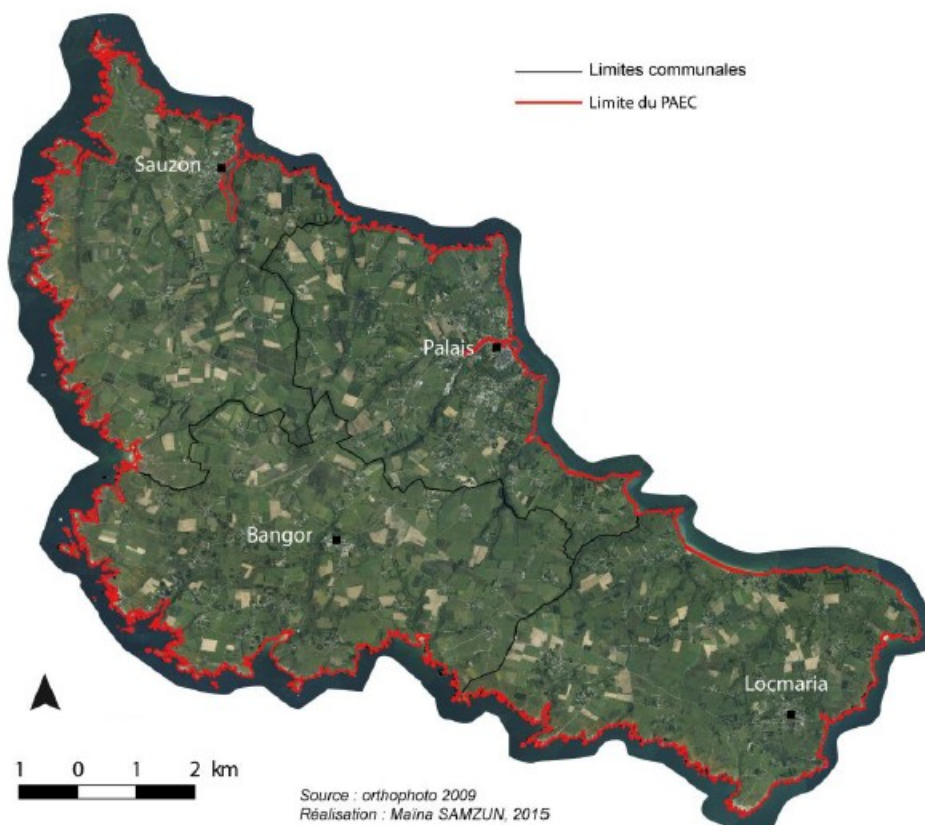 Limites communales
Limite du PAEC
Sauzon
Palais
Bangor
Locmaria
1 0 1 2 km
Source : orthophoto 2009
Réalisation : Maïna SAMZUN, 2015